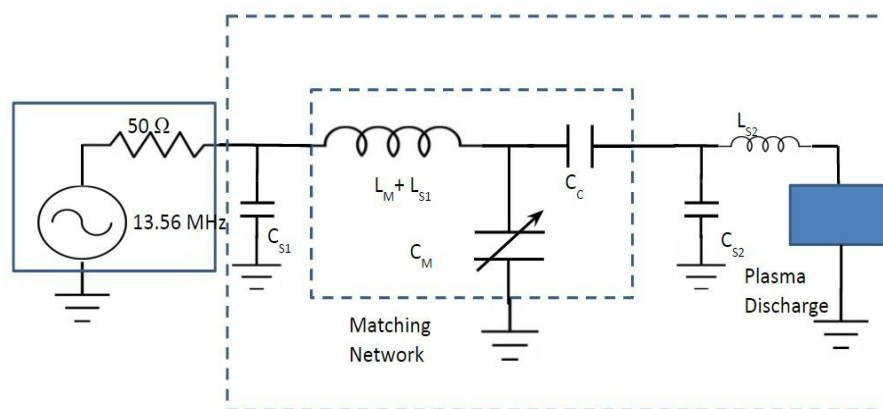 50 Ω
13.56 MHz
C_S1
L_M + L_S1
C_M
C_C
L_S2
C_S2
Plasma
Discharge
Matching
Network